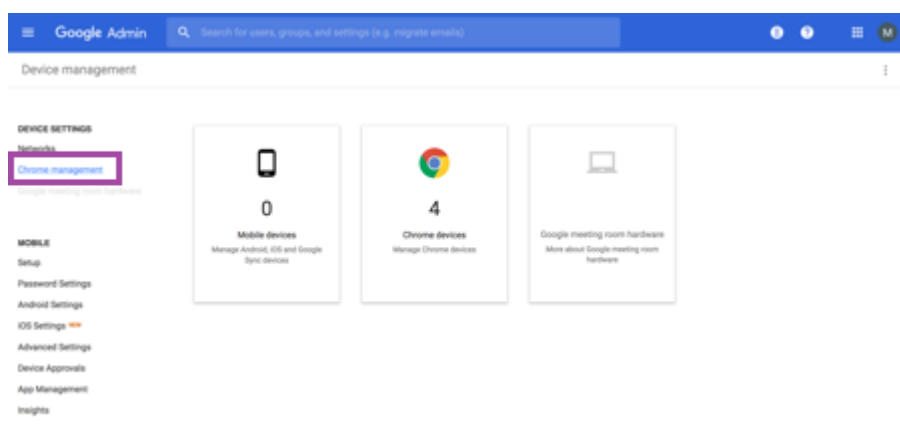 Google Admin
Search for users, groups, and settings (e.g. migrate emails)
M
Device management
DEVICE SETTINGS
Networks
Chrome management
Google meeting room hardware
MOBILE
Setup
Password Settings
Android Settings
iOS Settings NEW
Advanced Settings
Device Approvals
App Management
Insights
0
Mobile devices
Manage Android, iOS and Google
Sync devices
4
Chrome devices
Manage Chrome devices
Google meeting room hardware
More about Google meeting room
hardware